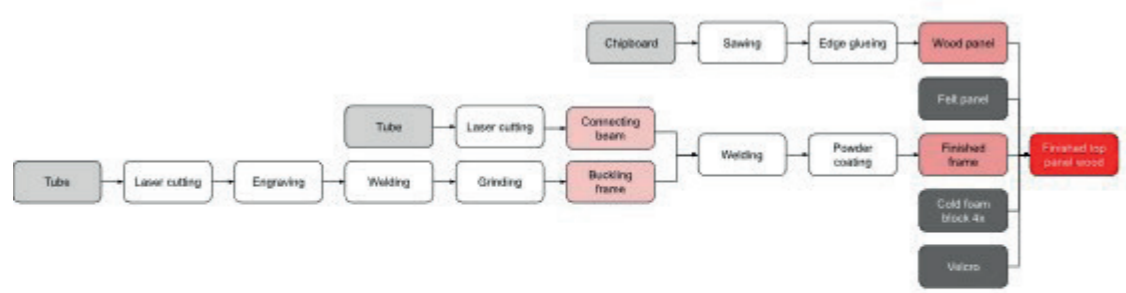 Chipboard
Sawing
Edge glueing
Wood panel
Felt panel
Tube
Laser cutting
Connecting
beam
Welding
Powder
coating
Finished
frame
Finished top
panel wood
Tube
Laser cutting
Engraving
Welding
Grinding
Buckling
frame
Cold foam
block 4x
Velcro